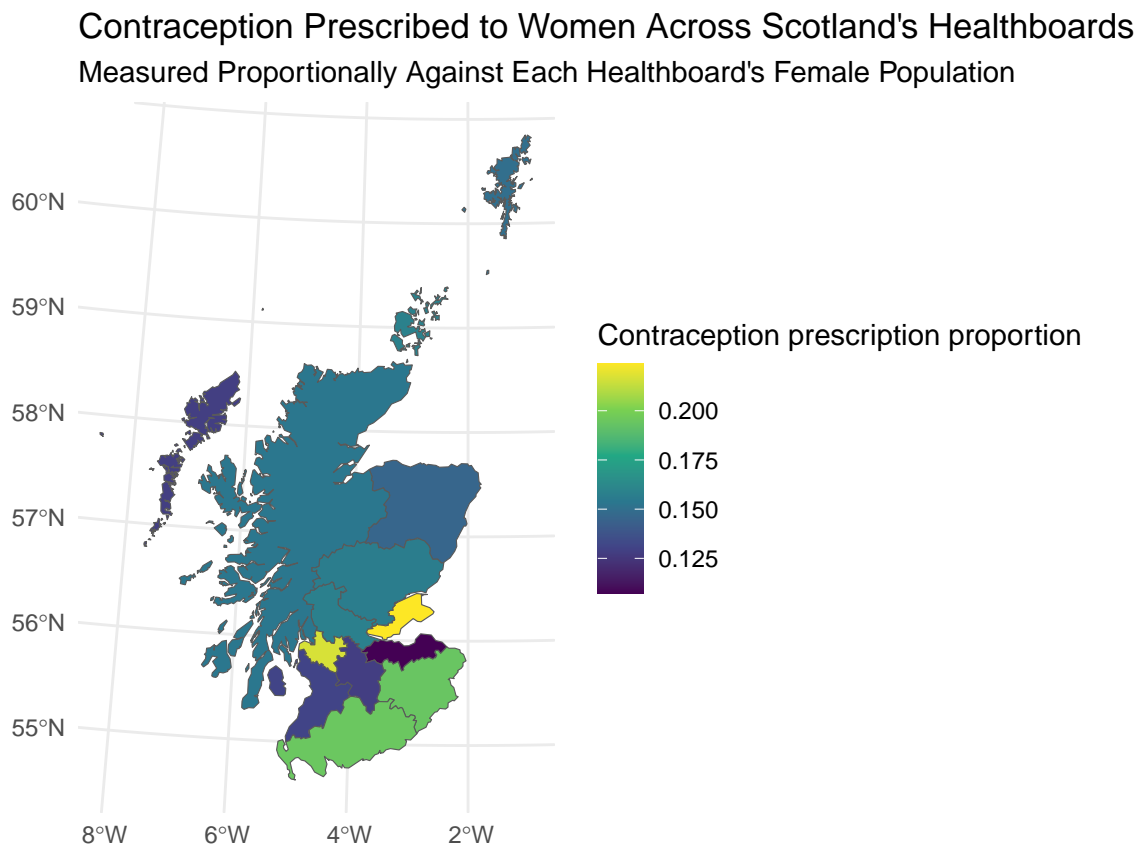 Contraception Prescribed to Women Across Scotland's Healthboards
Measured Proportionally Against Each Healthboard's Female Population
60°N
59°N
58°N
57°N
56°N
55°N
8°W
6°W
4°W
2°W
Contraception prescription proportion
0.200
0.175
0.150
0.125